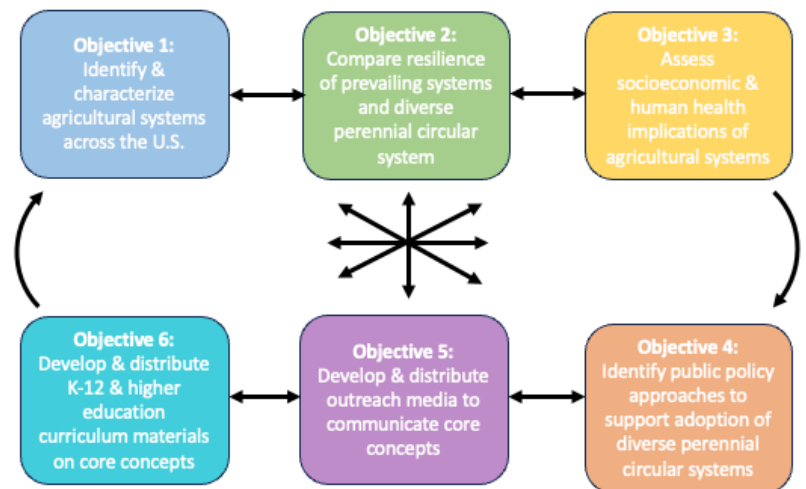 Objective 1:
Identify &
characterize
agricultural systems
across the U.S.
Objective 2:
Compare resilience
of prevailing systems
and diverse
perennial circular
system
Objective 3:
Assess
socioeconomic &
human health
implications of
agricultural systems
Objective 6:
Develop & distribute
K-12 & higher
education
curriculum materials
on core concepts
Objective 5:
Develop & distribute
outreach media to
communicate core
concepts
Objective 4:
Identify public policy
approaches to
support adoption of
diverse perennial
circular systems